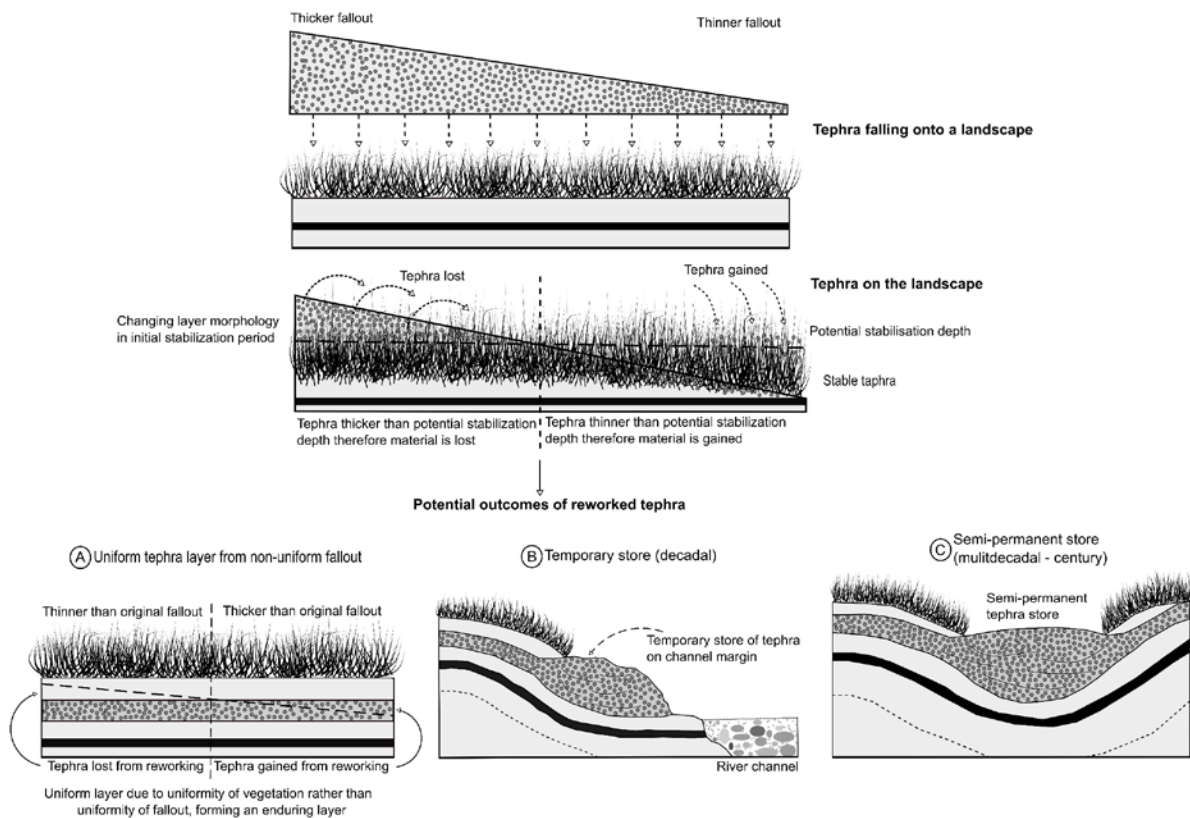 Thicker fallout
Thinner fallout
Tephra falling onto a landscape
Tephra lost
Tephra gained
Tephra on the landscape
Changing layer morphology
in initial stabilization period
Potential stabilisation depth
Stable taphra
Tephra thicker than potential stabilization
depth therefore material is lost
Tephra thinner than potential stabilization
depth therefore material is gained
Potential outcomes of reworked tephra
A Uniform tephra layer from non-uniform fallout
Thinner than original fallout
Thicker than original fallout
Tephra lost from reworking
Tephra gained from reworking
Uniform layer due to uniformity of vegetation rather than
uniformity of fallout, forming an enduring layer
B Temporary store (decadal)
Temporary store of tephra
on channel margin
River channel
C Semi-permanent store
(mulitdecadal - century)
Semi-permanent
tephra store